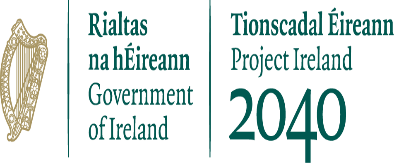 Rialtas
na hÉireann
Government
of Ireland
Tionscadal Éireann
Project Ireland
2040